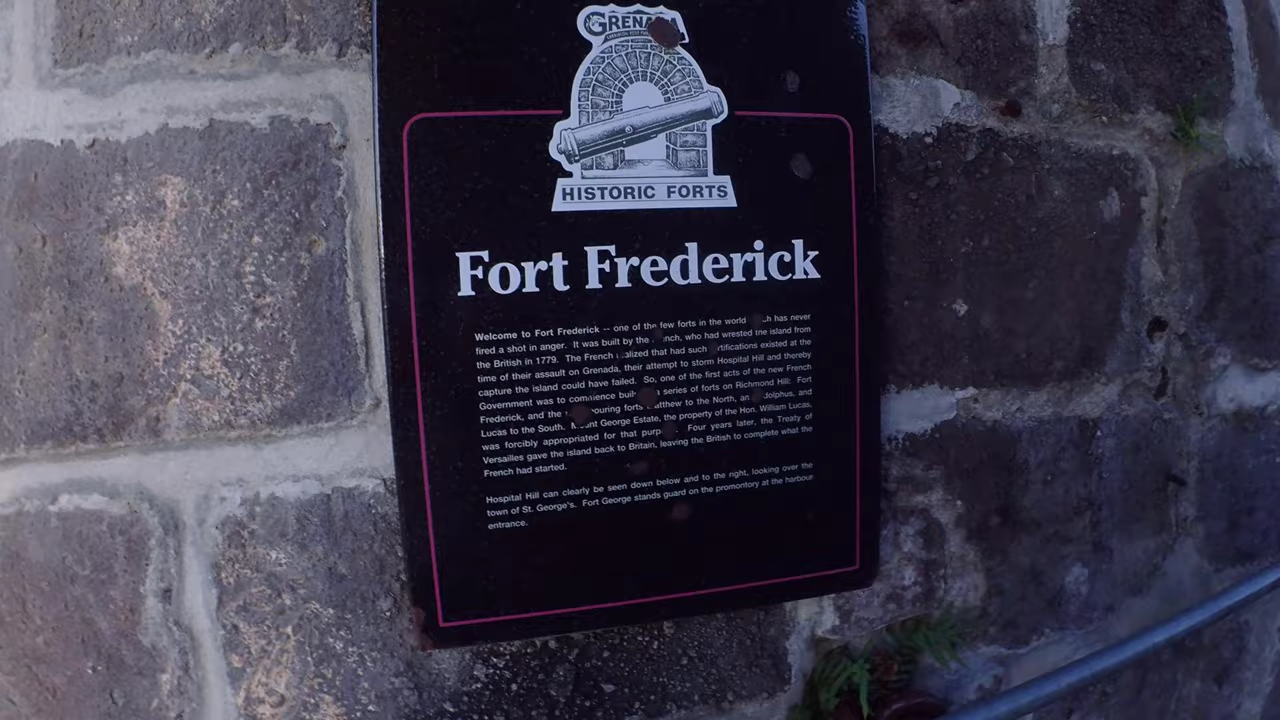 GRENADA
HISTORIC FORTS
Fort Frederick
Welcome to Fort Frederick -- one of the few forts in the world has never
fired a shot in anger. It was built by the who had wrested the island from
the British in 1779. The French that had such existed at the
time of their assault on Grenada, their attempt to storm Hospital Hill and thereby
capture the island could have failed. So, one of the first acts of the new French
Government was to commence series of forts on Richmond Hill: Fort
Frederick, and the forts to the North, and and
Lucas to the South. Mount George Estate, the property of the Hon. William Lucas,
was forcibly appropriated for that Four years later, the Treaty of
Versailles gave the island back to Britain, leaving the British to complete what the
French had started.
Hospital Hill can clearly be seen down below and to the right, looking over the
town of St. George's. Fort George stands guard on the promontory at the harbour
entrance.